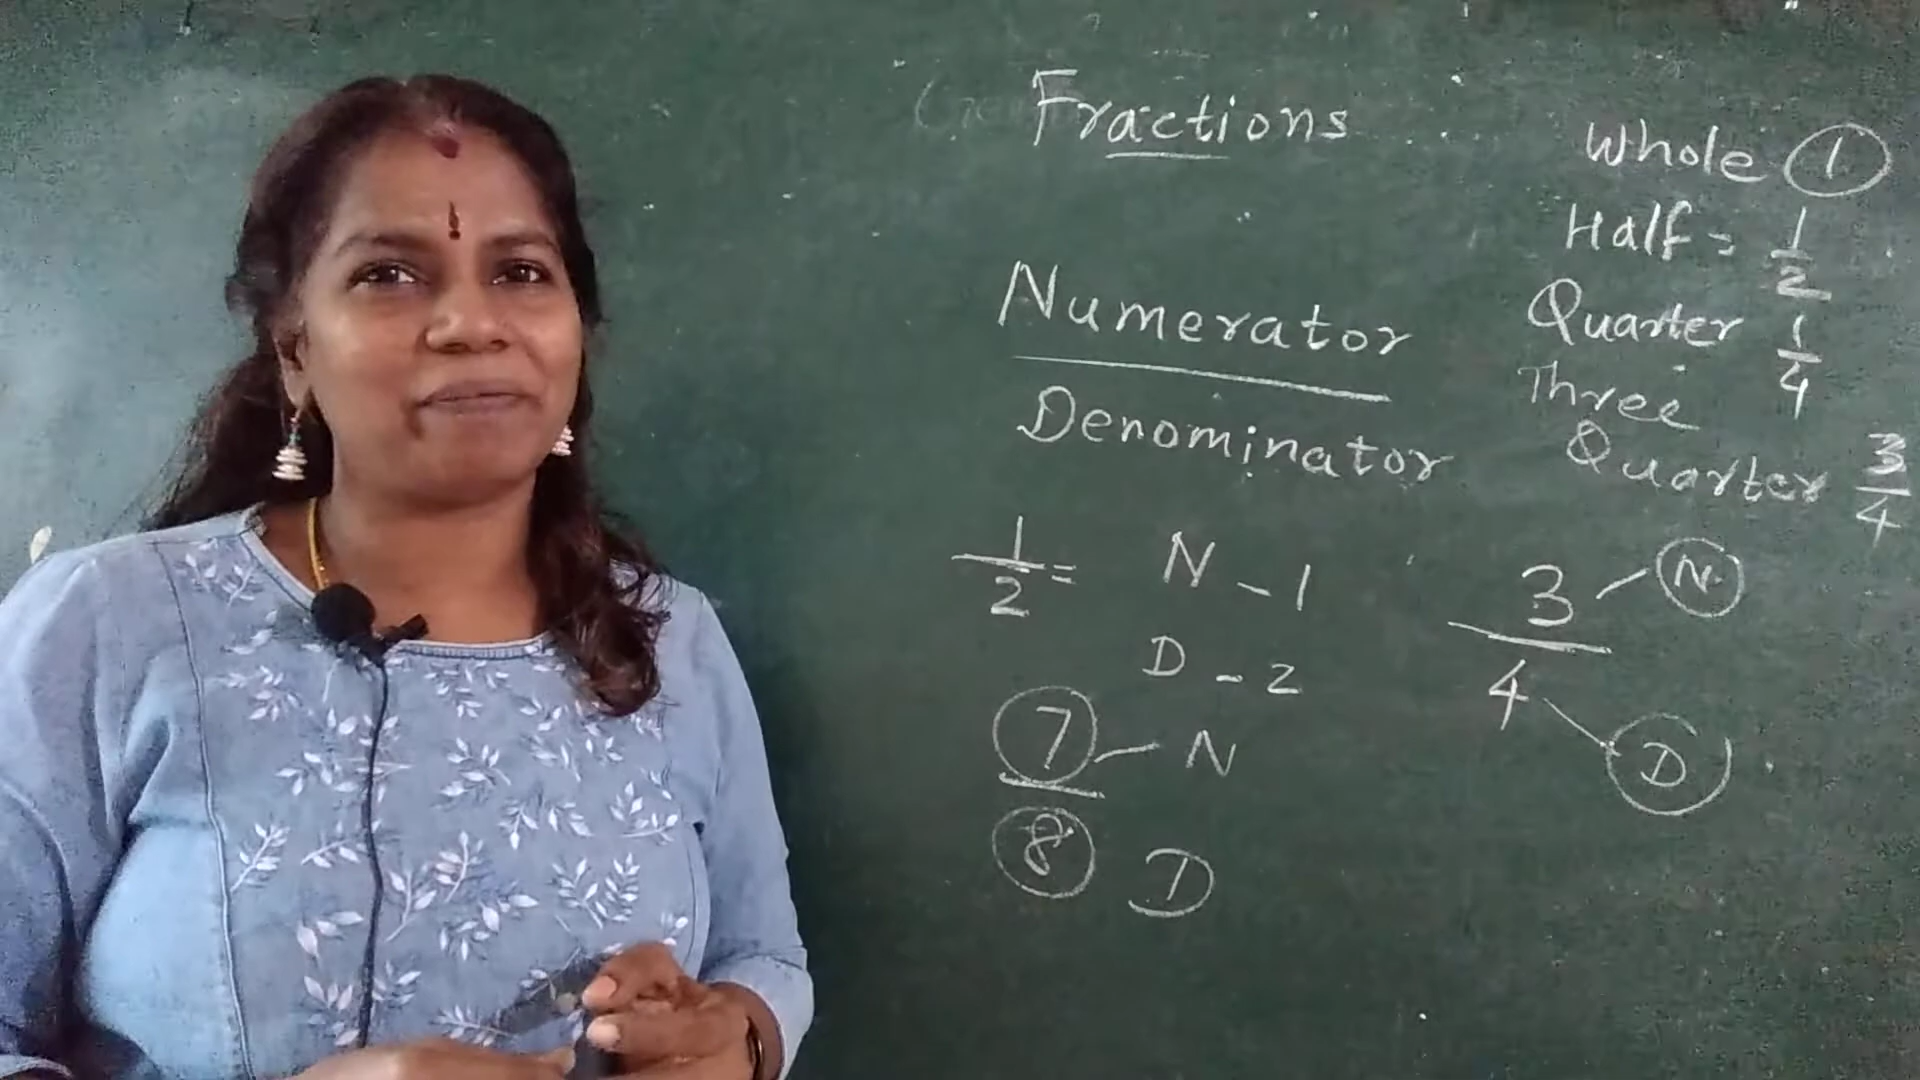 Fractions
Numerator
Denominator
1/2 =
N - 1
D - 2
7 - N
8 D
Whole 1
Half = 1/2
Quarter 1/4
Three
Quarter 3/4
3 - N
4 - D